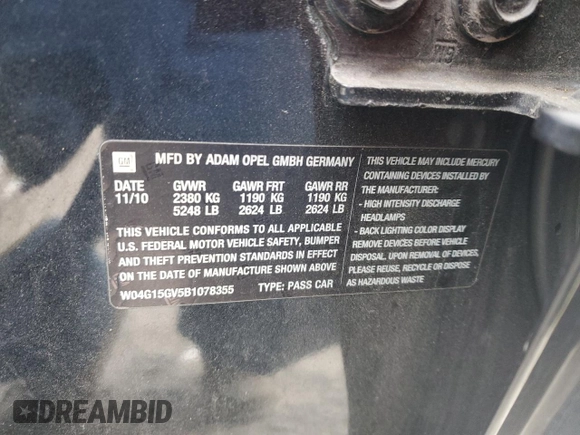 GM
MFD BY ADAM OPEL GMBH GERMANY
DATE GVWR GAWR FRT GAWR RR
11/10 2380 KG 1190 KG 1190 KG
5248 LB 2624 LB 2624 LB
THIS VEHICLE CONFORMS TO ALL APPLICABLE
U.S. FEDERAL MOTOR VEHICLE SAFETY, BUMPER
AND THEFT PREVENTION STANDARDS IN EFFECT
ON THE DATE OF MANUFACTURE SHOWN ABOVE
W04G15GV5B1078355 TYPE: PASS CAR
THIS VEHICLE MAY INCLUDE MERCURY
CONTAINING DEVICES INSTALLED BY
THE MANUFACTURER:
- HIGH INTENSITY DISCHARGE
HEADLAMPS
- BACK LIGHTING COLOR DISPLAY
REMOVE DEVICES BEFORE VEHICLE
DISPOSAL. UPON REMOVAL OF DEVICES,
PLEASE REUSE, RECYCLE OR DISPOSE
AS HAZARDOUS WASTE
DREAMBID